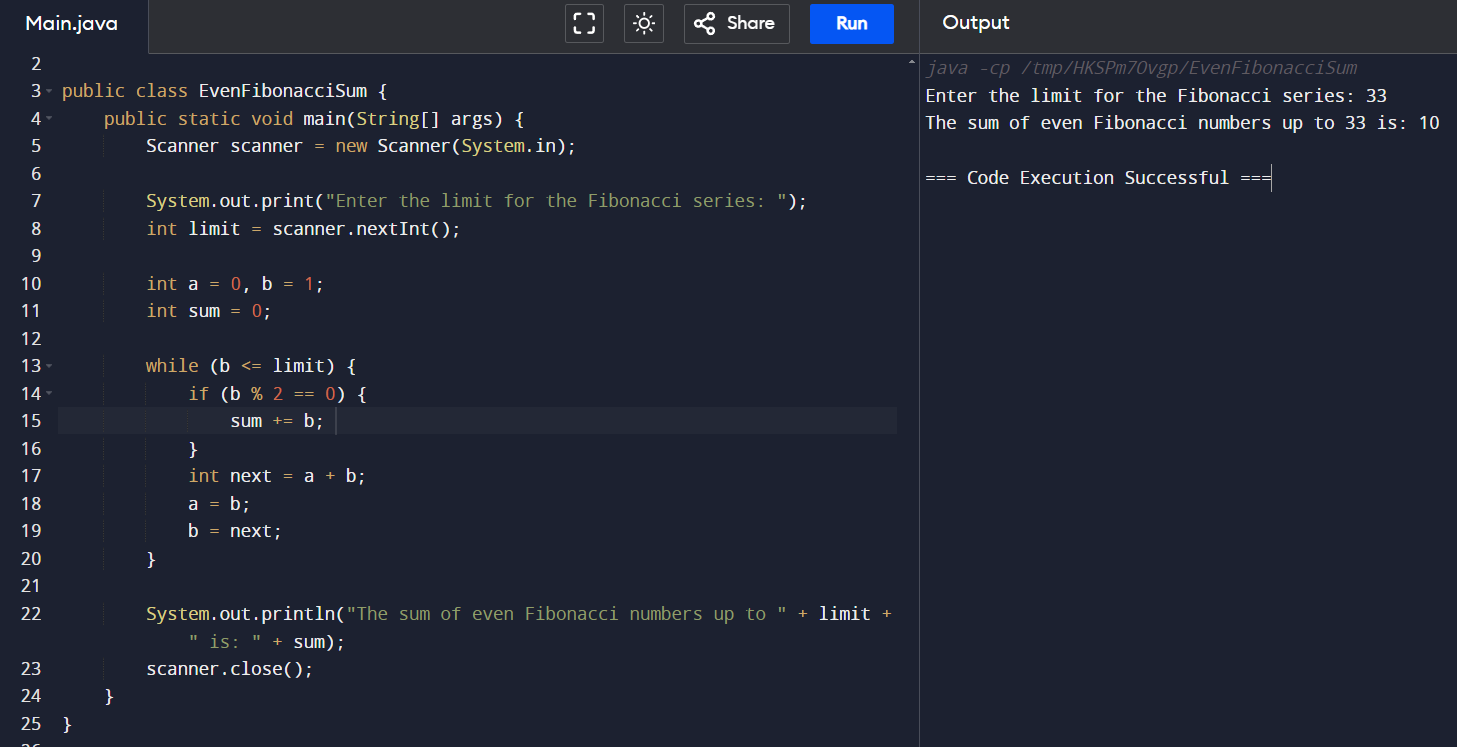 Main.java
Share
Run
Output
2
3 public class EvenFibonacciSum {
4     public static void main(String[] args) {
5         Scanner scanner = new Scanner(System.in);
6
7         System.out.print("Enter the limit for the Fibonacci series: ");
8         int limit = scanner.nextInt();
9
10         int a = 0, b = 1;
11         int sum = 0;
12
13         while (b <= limit) {
14             if (b % 2 == 0) {
15                 sum += b;
16             }
17             int next = a + b;
18             a = b;
19             b = next;
20         }
21
22         System.out.println("The sum of even Fibonacci numbers up to " + limit +
" is: " + sum);
23         scanner.close();
24     }
25 }
java -cp /tmp/HKSPm7Ovgp/EvenFibonacciSum
Enter the limit for the Fibonacci series: 33
The sum of even Fibonacci numbers up to 33 is: 10
=== Code Execution Successful ===